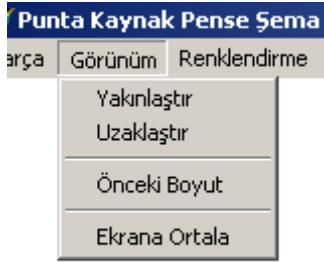 Punta Kaynak Pense Şema
arça Görünüm Renklendirme
Yakınlaştır
Uzaklaştır
Önceki Boyut
Ekrana Ortala